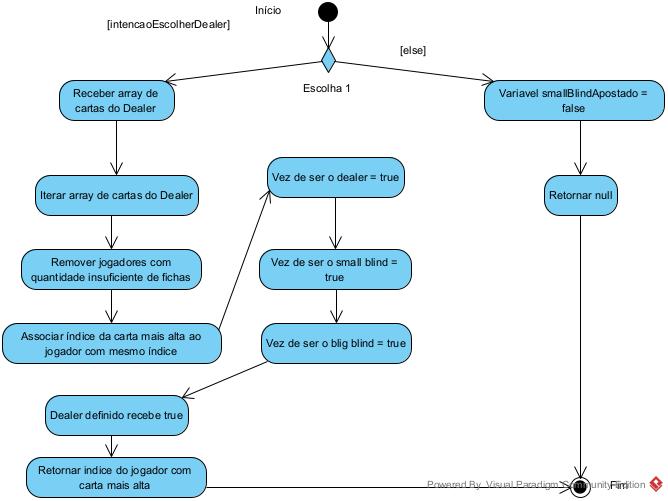 Início
[intencaoEscolherDealer]
[else]
Escolha 1
Receber array de
cartas do Dealer
Variavel smallBlindApostado =
false
Vez de ser o dealer = true
Iterar array de cartas do Dealer
Retornar null
Remover jogadores com
quantidade insuficiente de fichas
Vez de ser o small blind =
true
Associar índice da carta mais alta ao
jogador com mesmo índice
Vez de ser o blig blind = true
Dealer definido recebe true
Retornar indice do jogador com
carta mais alta
Fim
Powered By Visual Paradigm Community Edition